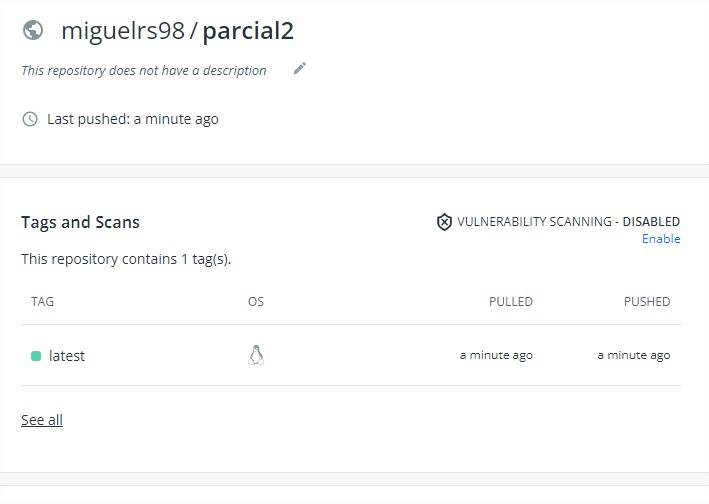 miguelrs98 / parcial2
This repository does not have a description
Last pushed: a minute ago
Tags and Scans
VULNERABILITY SCANNING - DISABLED
Enable
This repository contains 1 tag(s).
TAG OS PULLED PUSHED
latest a minute ago a minute ago
See all